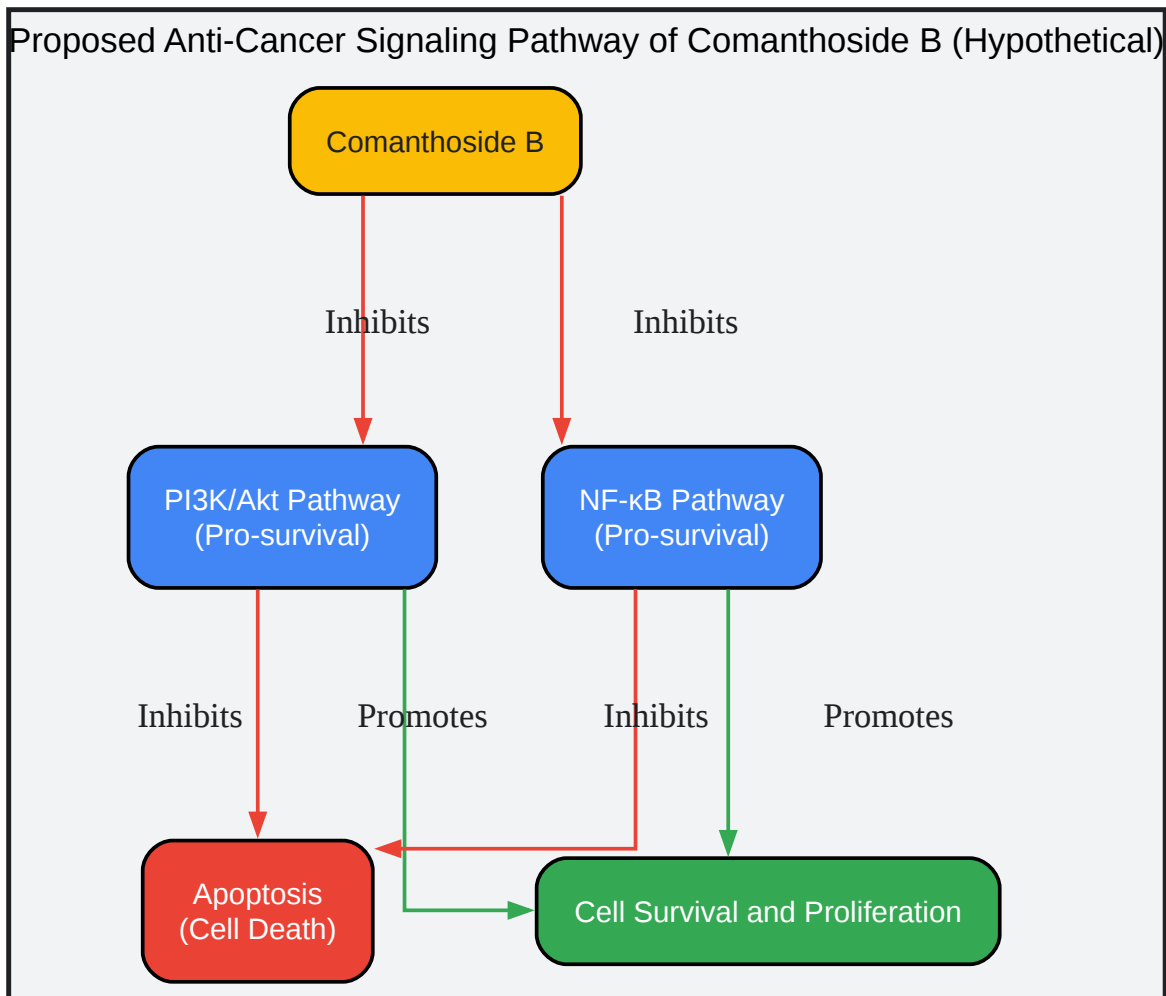 Proposed Anti-Cancer Signaling Pathway of Comanthoside B (Hypothetical)
Comanthoside B
Inhibits
Inhibits
PI3K/Akt Pathway
(Pro-survival)
NF-κB Pathway
(Pro-survival)
Inhibits
Promotes
Inhibits
Promotes
Apoptosis
(Cell Death)
Cell Survival and Proliferation